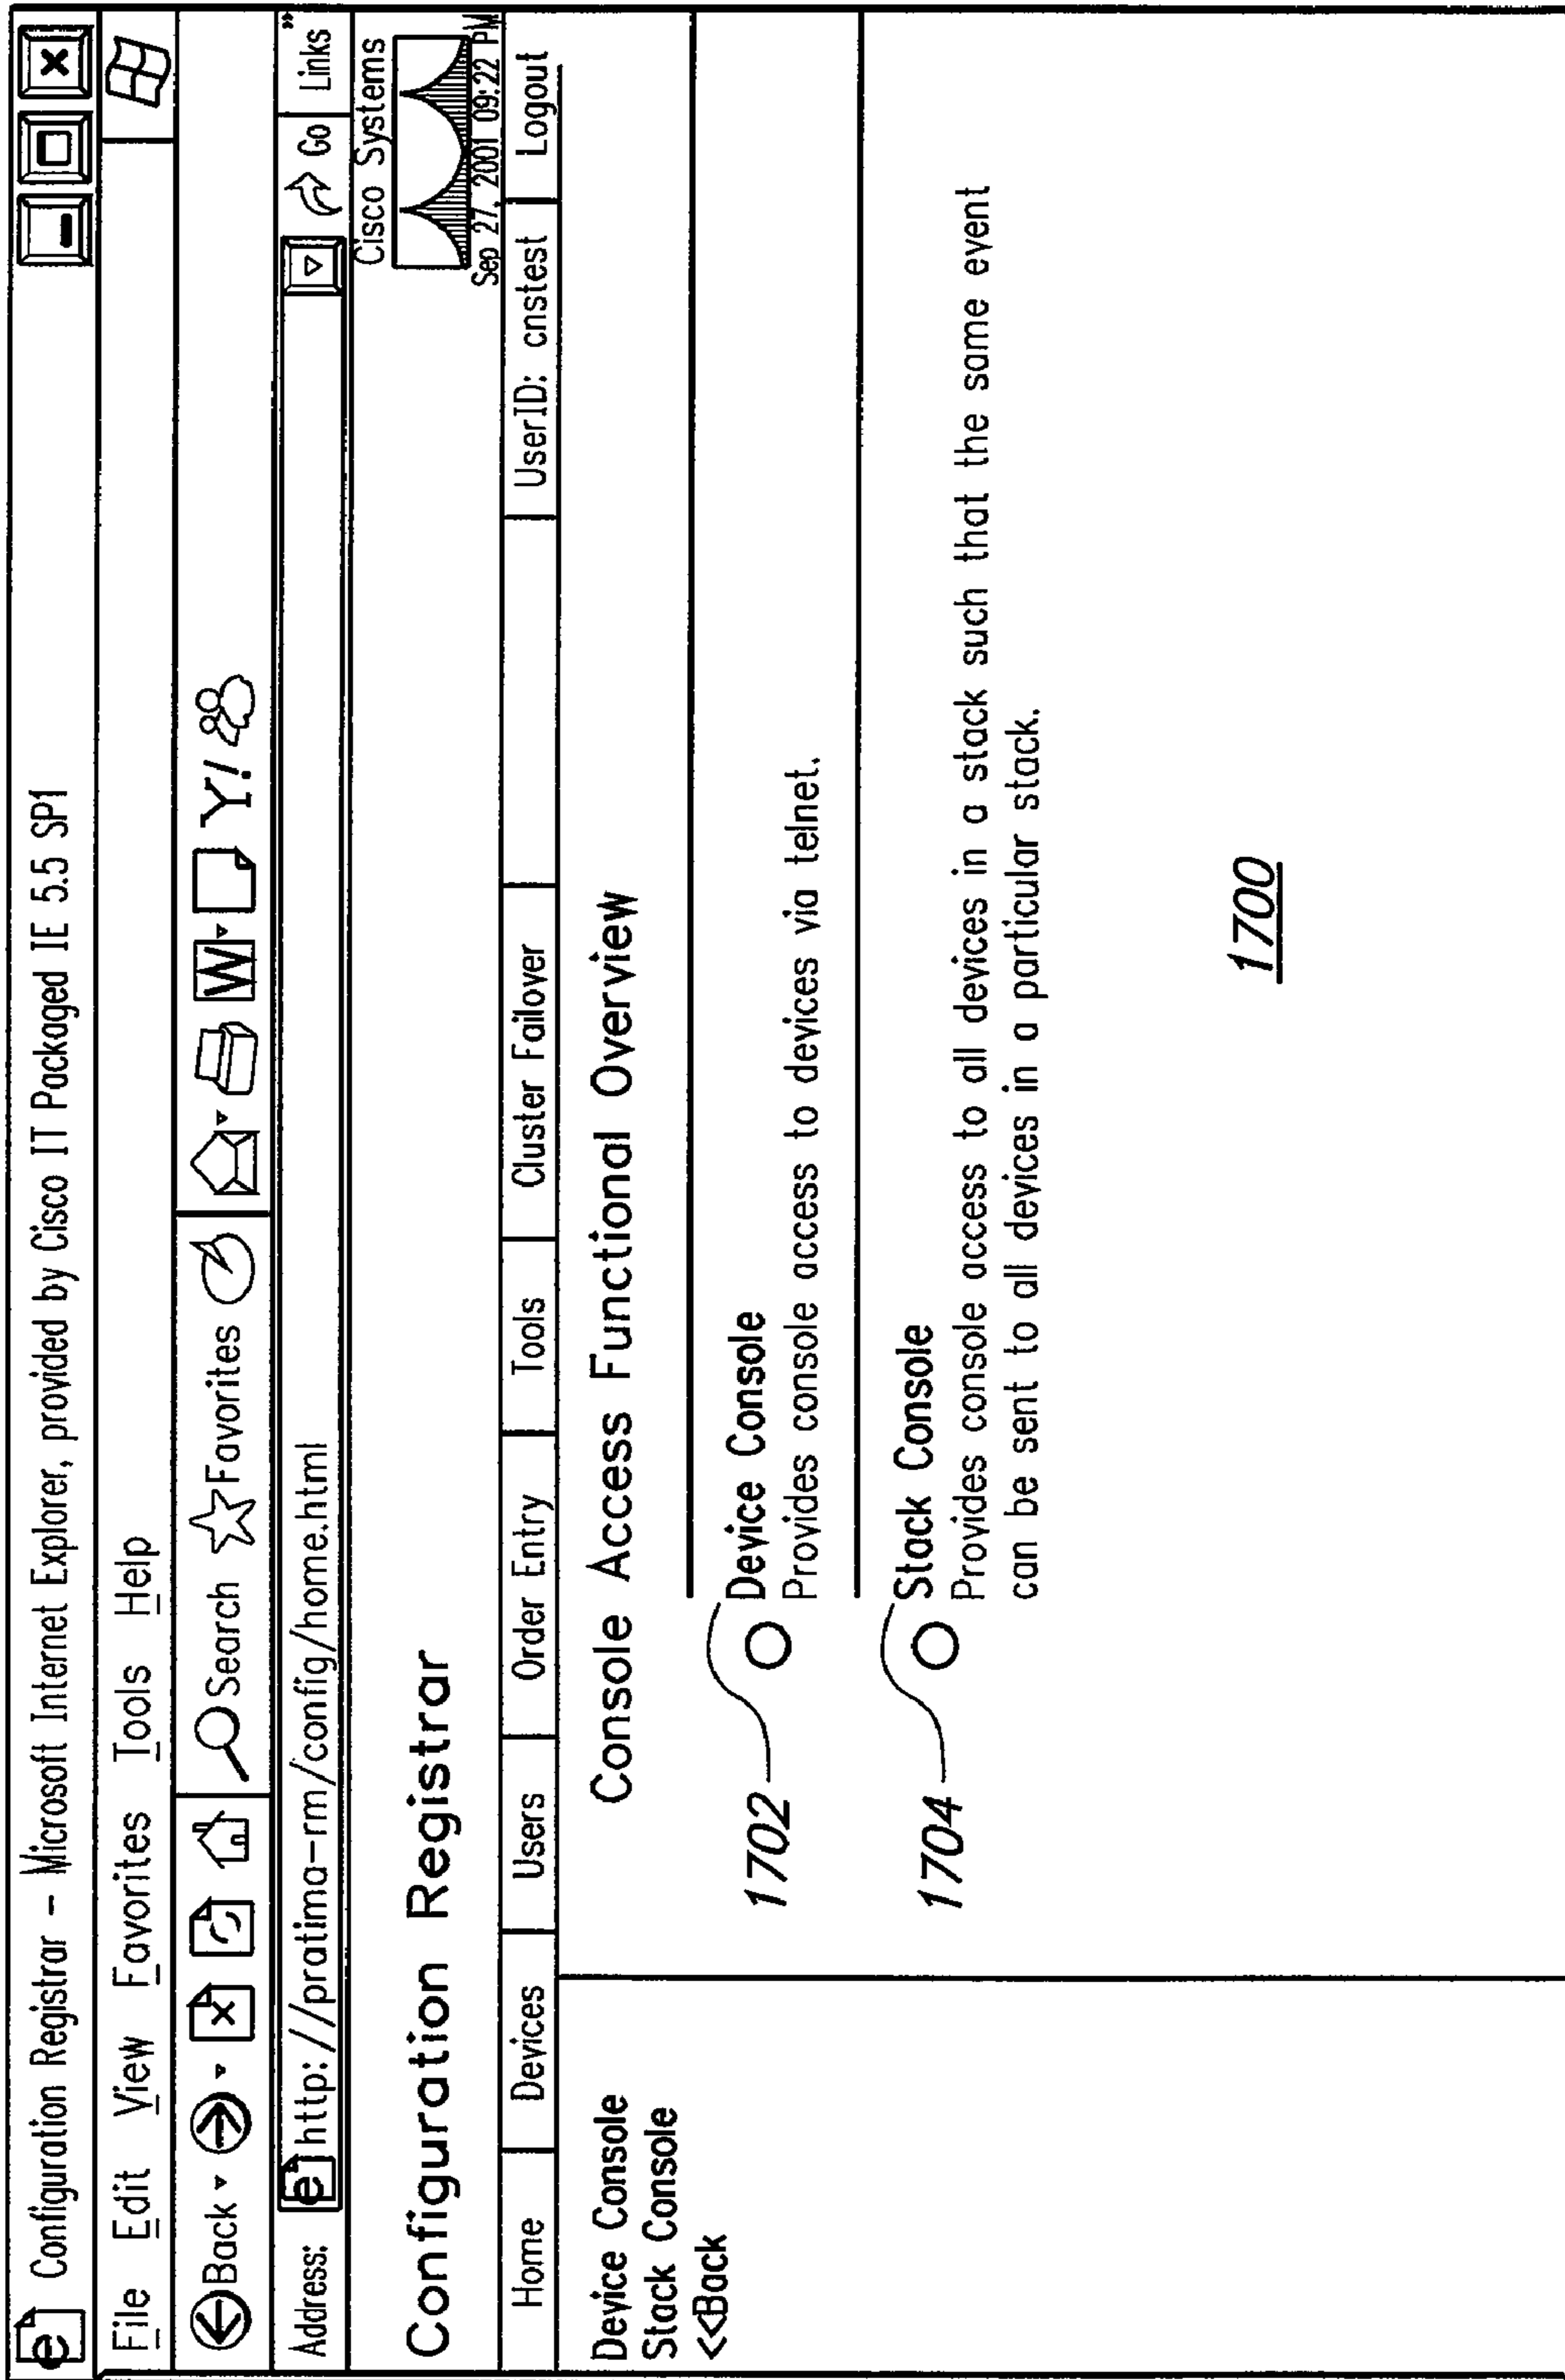 Configuration Registrar – Microsoft Internet Explorer, provided by Cisco IT Packaged IE 5.5 SP1
File Edit View Favorites Tools Help
Back Search Favorites W Y!
Address: http://pratima-rm/config/home.html Go Links »
Cisco Systems
Configuration Registrar
Sep 27, 2001 09:22 PM
Home Devices Users Order Entry Tools Cluster Failover UserID: cnstest Logout
Device Console
Stack Console
<<Back
Console Access Functional Overview
1702
Device Console
Provides console access to devices via telnet.
1704
Stack Console
Provides console access to all devices in a stack such that the same event
can be sent to all devices in a particular stack.
1700